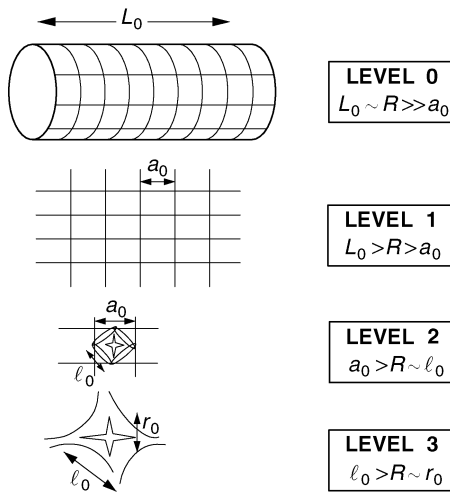 L₀
LEVEL 0
L₀ ~ R >> a₀
a₀
LEVEL 1
L₀ > R > a₀
a₀
ℓ₀
LEVEL 2
a₀ > R ~ ℓ₀
r₀
ℓ₀
LEVEL 3
ℓ₀ > R ~ r₀